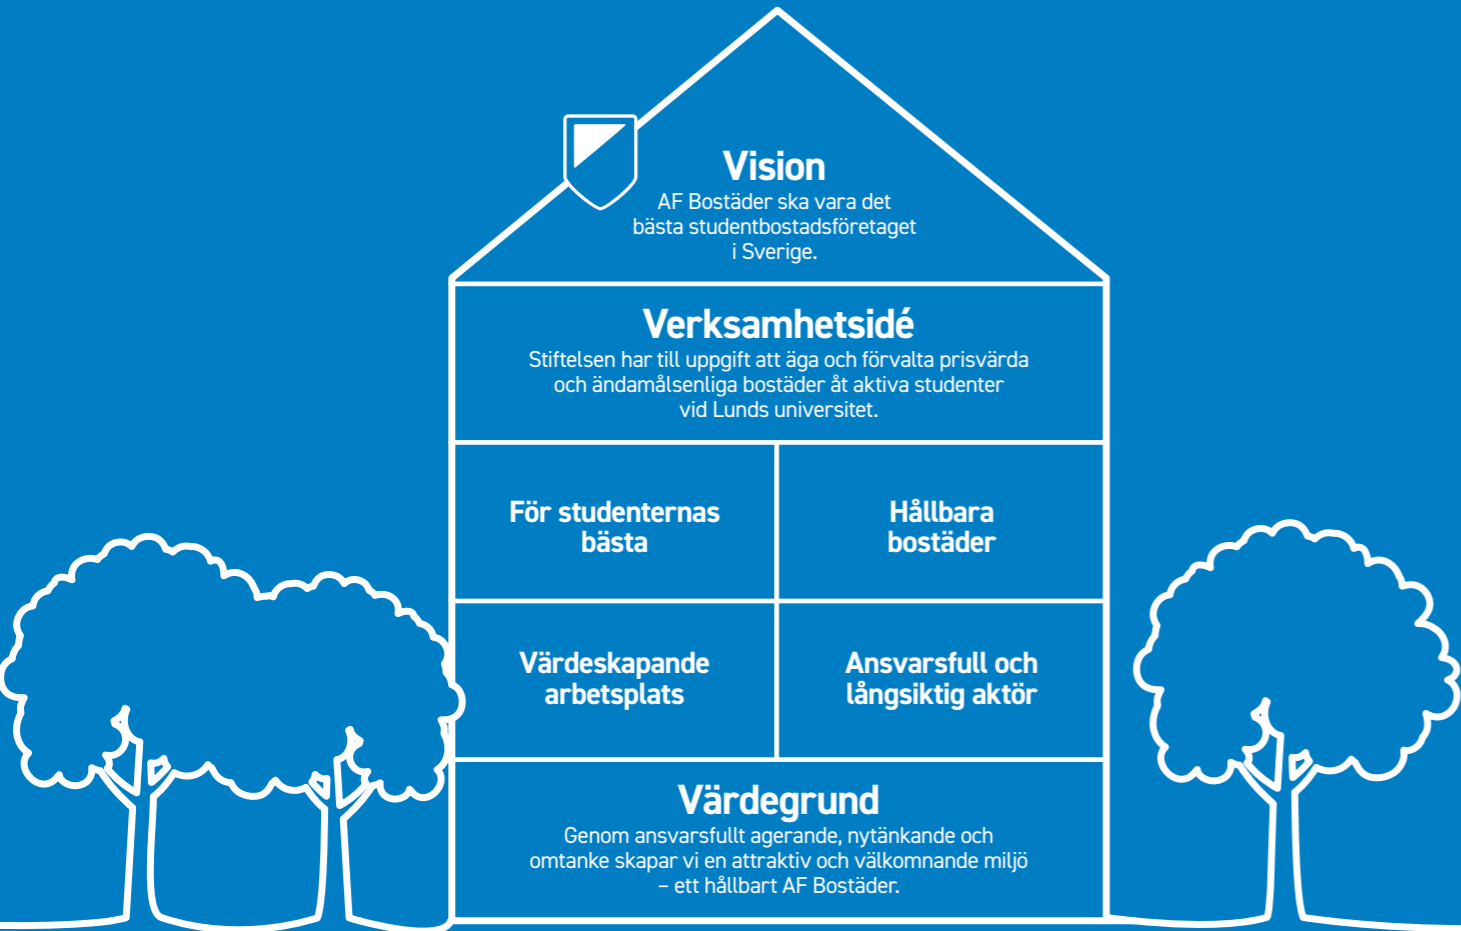 Vision
AF Bostäder ska vara det
bästa studentbostadsföretaget
i Sverige.
Verksamhetsidé
Stiftelsen har till uppgift att äga och förvalta prisvärda
och ändamålsenliga bostäder åt aktiva studenter
vid Lunds universitet.
För studenternas
bästa
Hållbara
bostäder
Värdeskapande
arbetsplats
Ansvarsfull och
långsiktig aktör
Värdegrund
Genom ansvarsfullt agerande, nytänkande och
omtanke skapar vi en attraktiv och välkomnande miljö
– ett hållbart AF Bostäder.